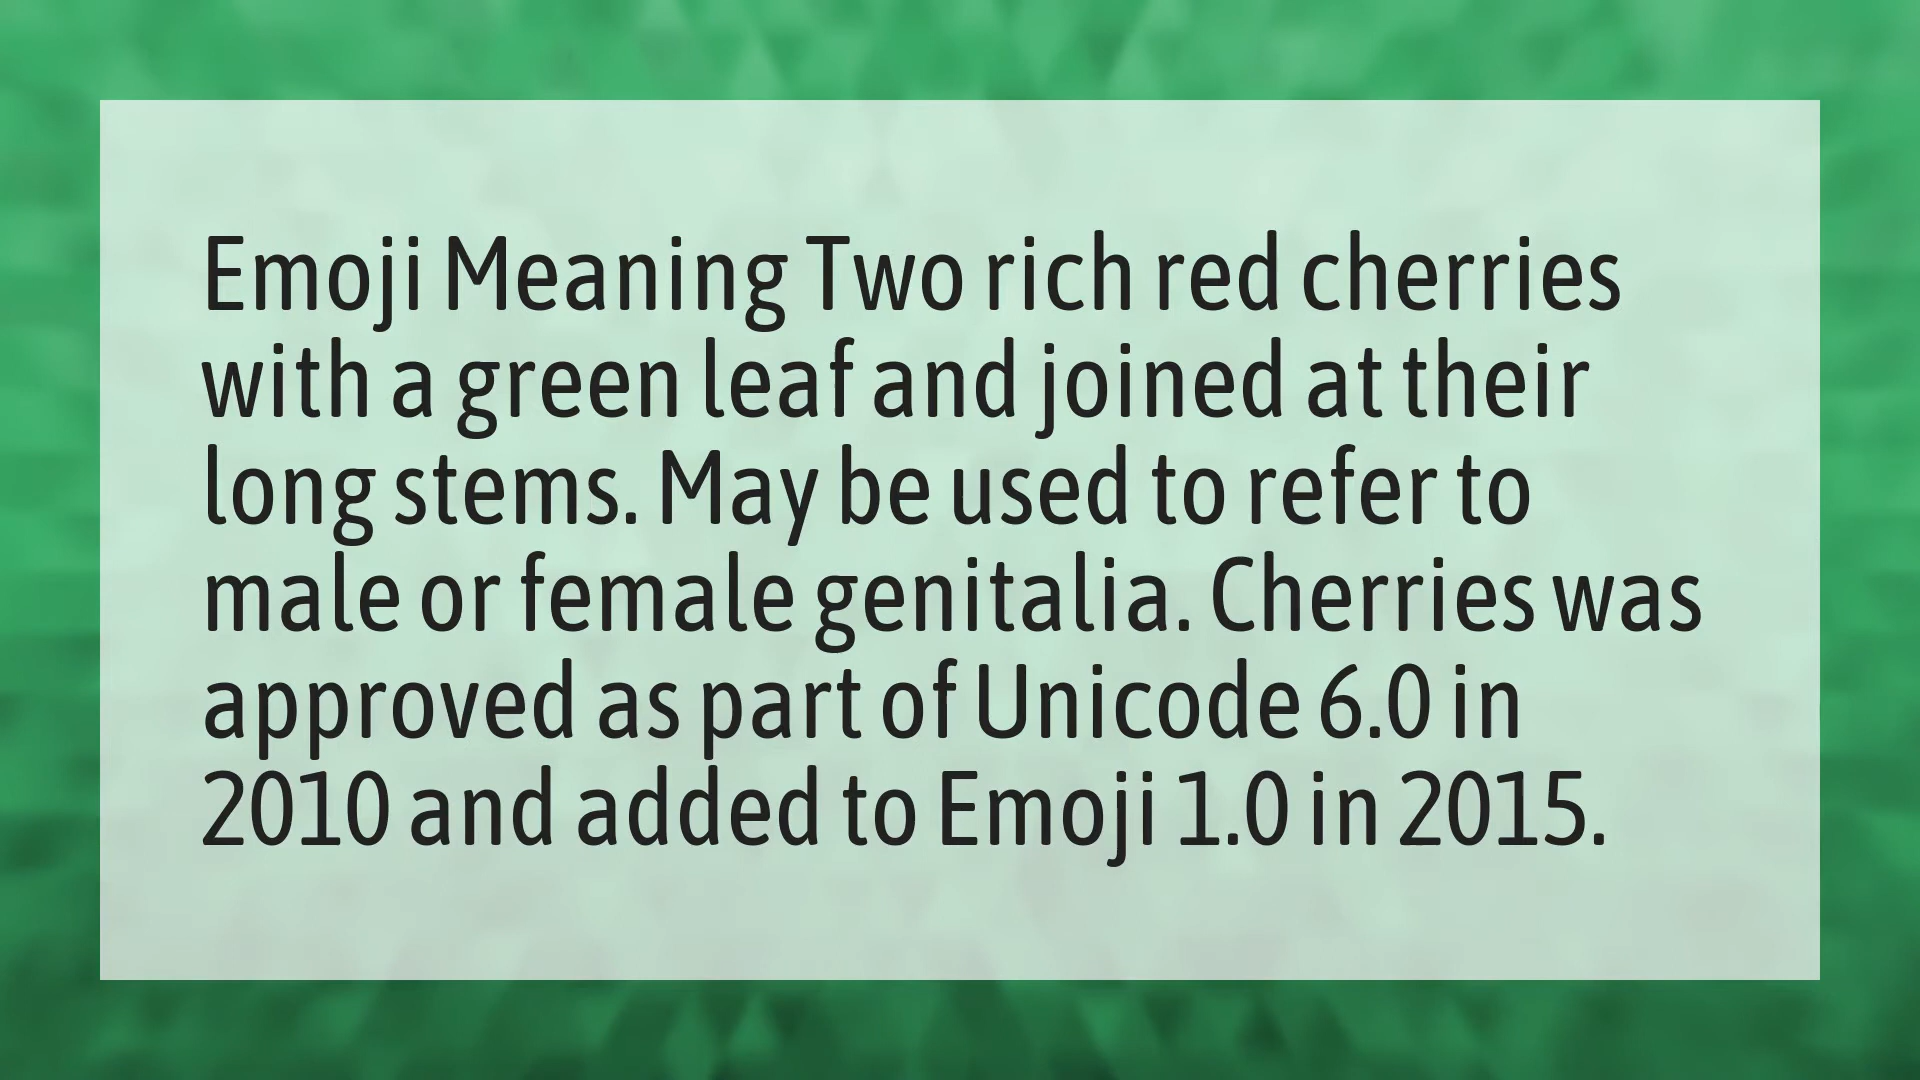 Emoji Meaning Two rich red cherries
with a green leaf and joined at their
long stems. May be used to refer to
male or female genitalia. Cherries was
approved as part of Unicode 6.0 in
2010 and added to Emoji 1.0 in 2015.